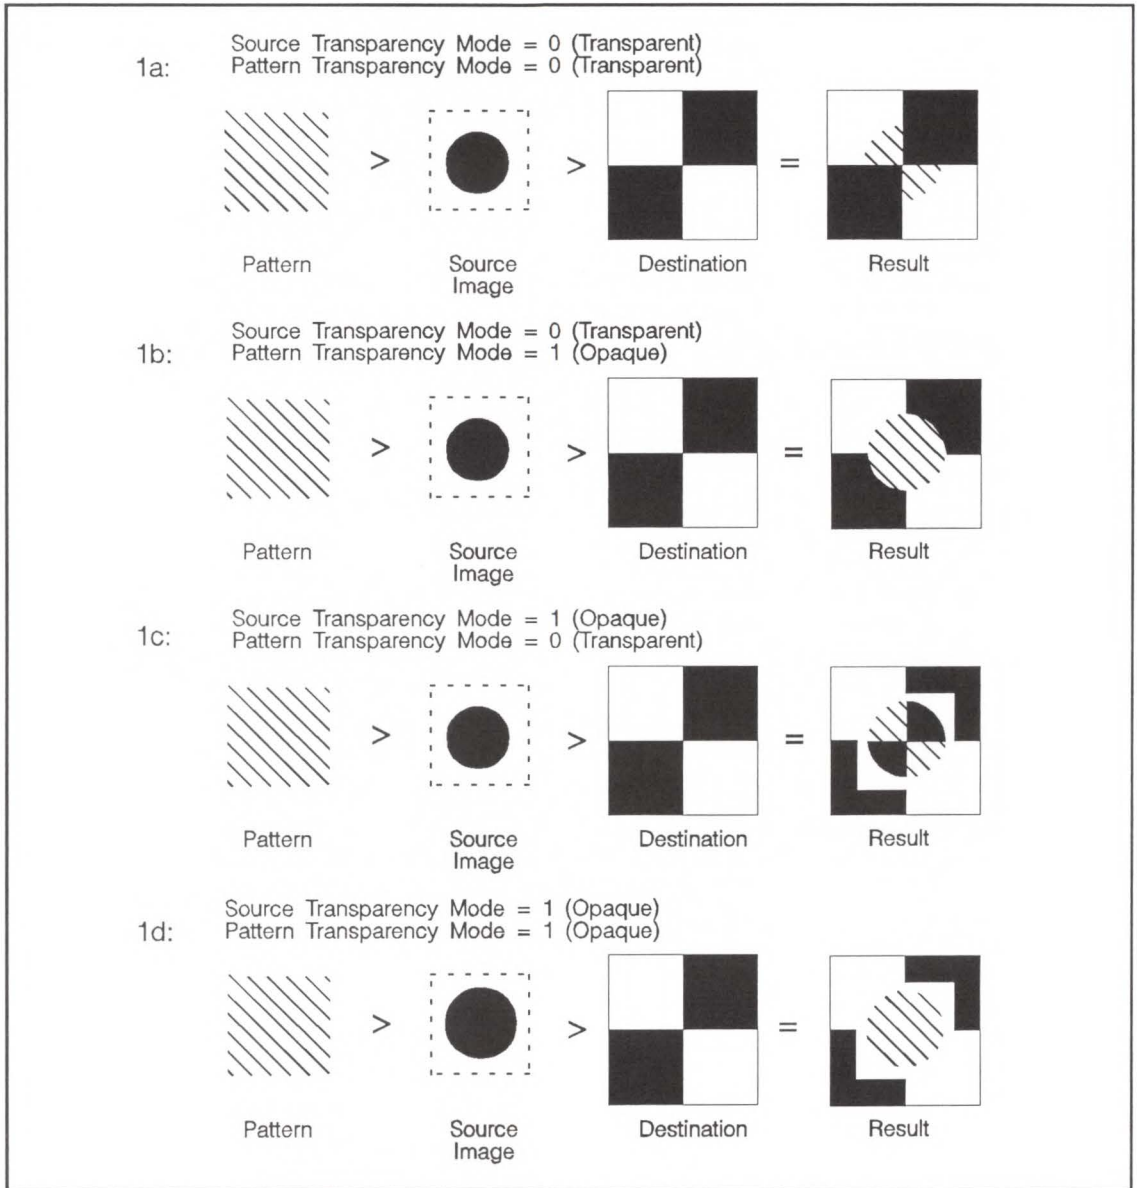 Source Transparency Mode = 0 (Transparent)
1a: Pattern Transparency Mode = 0 (Transparent)
> > =
Pattern Source Image Destination Result
Source Transparency Mode = 0 (Transparent)
1b: Pattern Transparency Mode = 1 (Opaque)
> > =
Pattern Source Image Destination Result
Source Transparency Mode = 1 (Opaque)
1c: Pattern Transparency Mode = 0 (Transparent)
> > =
Pattern Source Image Destination Result
Source Transparency Mode = 1 (Opaque)
1d: Pattern Transparency Mode = 1 (Opaque)
> > =
Pattern Source Image Destination Result